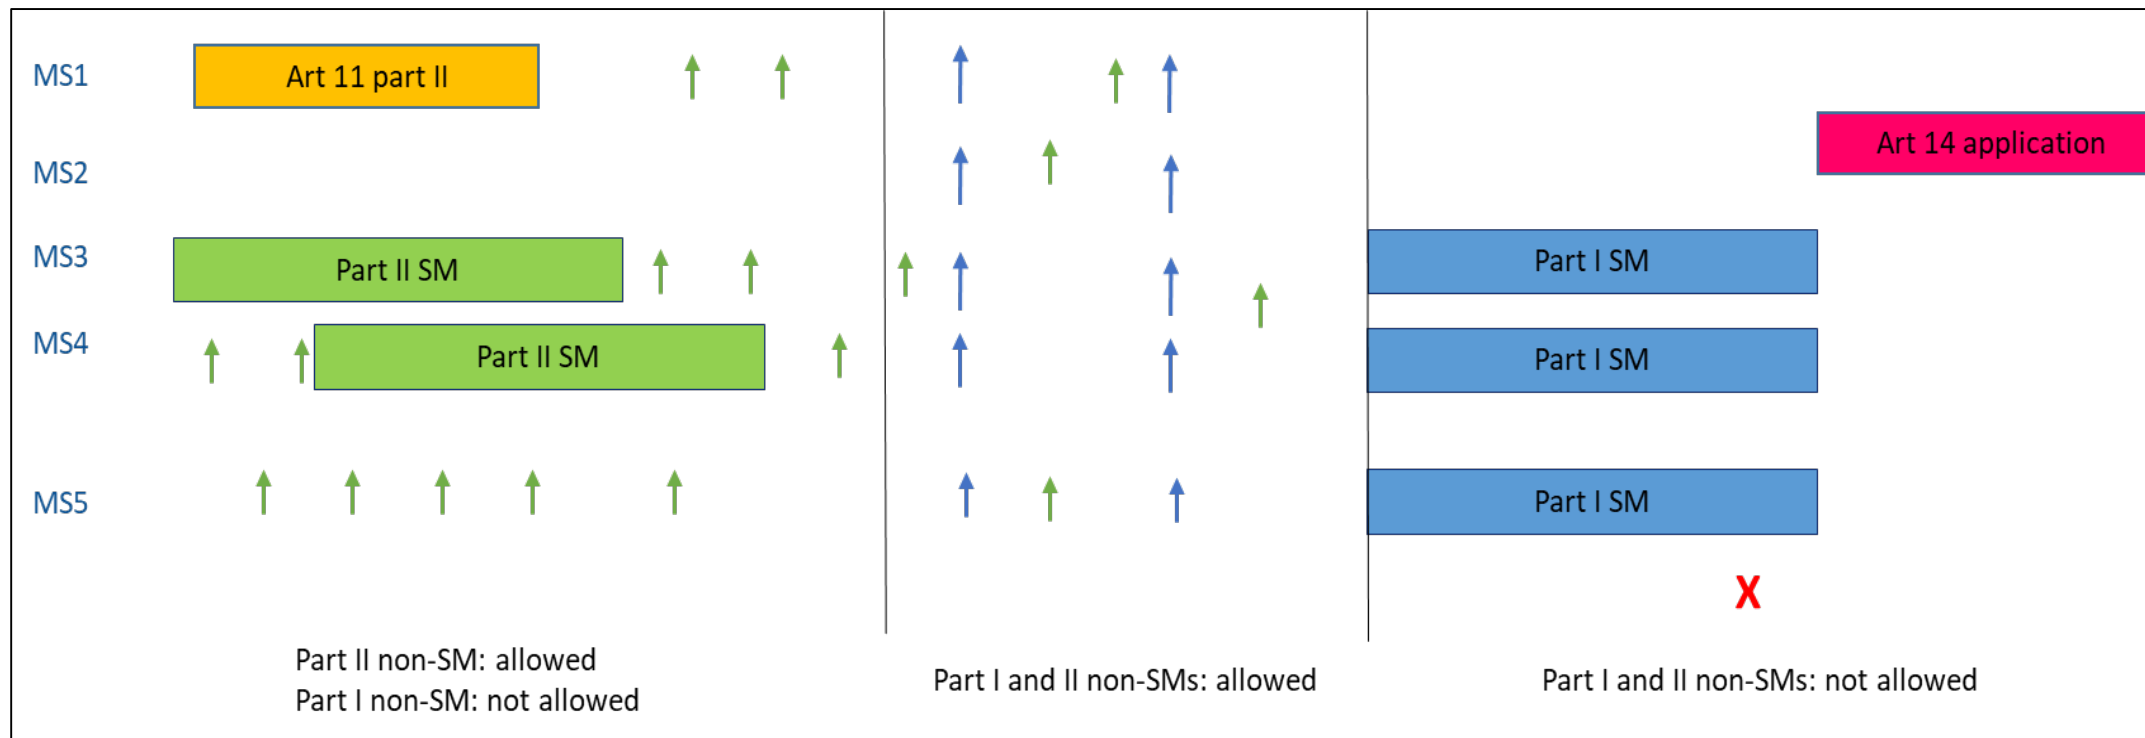 MS1
Art 11 part II
Art 14 application
MS2
MS3
Part II SM
Part I SM
MS4
Part II SM
Part I SM
MS5
Part I SM
X
Part II non-SM: allowed
Part I non-SM: not allowed
Part I and II non-SMs: allowed
Part I and II non-SMs: not allowed